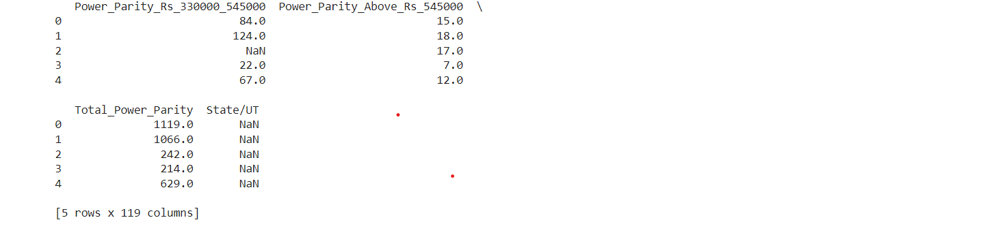 Power_Parity_Rs_330000_545000  Power_Parity_Above_Rs_545000  \
0                           84.0                          15.0
1                          124.0                          18.0
2                            NaN                          17.0
3                           22.0                           7.0
4                           67.0                          12.0
Total_Power_Parity  State/UT
0              1119.0       NaN
1              1066.0       NaN
2               242.0       NaN
3               214.0       NaN
4               629.0       NaN
[5 rows x 119 columns]